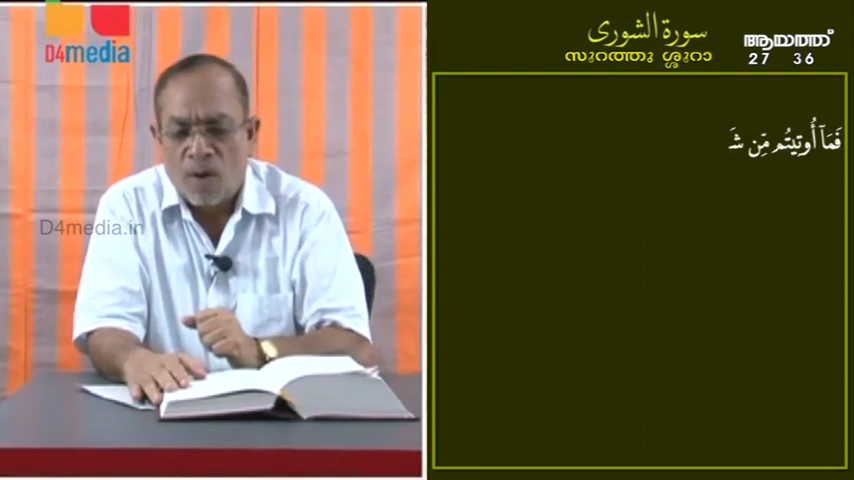 D4media
D4media.in
سورة الشورى
സൂറത്തു ശ്ശൂറാ
ആയത്ത്
27 36
فَمَآ أُوتِيتُم مِّن شَ